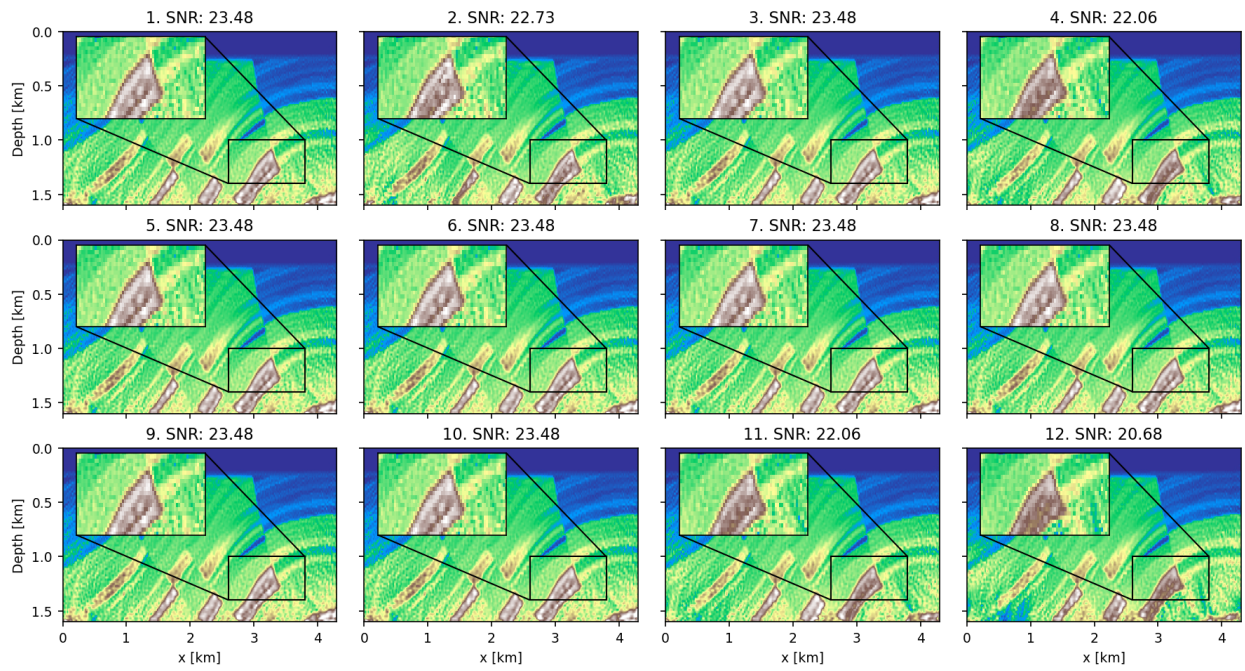 1. SNR: 23.48 2. SNR: 22.73 3. SNR: 23.48 4. SNR: 22.06
0.0
0.5
Depth [km]
1.0
1.5
5. SNR: 23.48 6. SNR: 23.48 7. SNR: 23.48 8. SNR: 23.48
0.0
0.5
Depth [km]
1.0
1.5
9. SNR: 23.48 10. SNR: 23.48 11. SNR: 22.06 12. SNR: 20.68
0.0
0.5
Depth [km]
1.0
1.5
0 1 2 3 4 0 1 2 3 4 0 1 2 3 4 0 1 2 3 4
x [km] x [km] x [km] x [km]